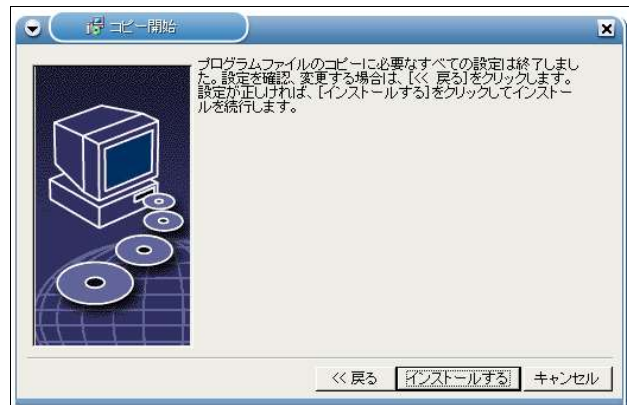 コピー開始
プログラムファイルのコピーに必要なすべての設定は終了しまし
た。設定を確認、変更する場合は、[<< 戻る]をクリックします。
設定が正しければ、[インストールする]をクリックしてインストー
ルを続行します。
<< 戻る
インストールする
キャンセル